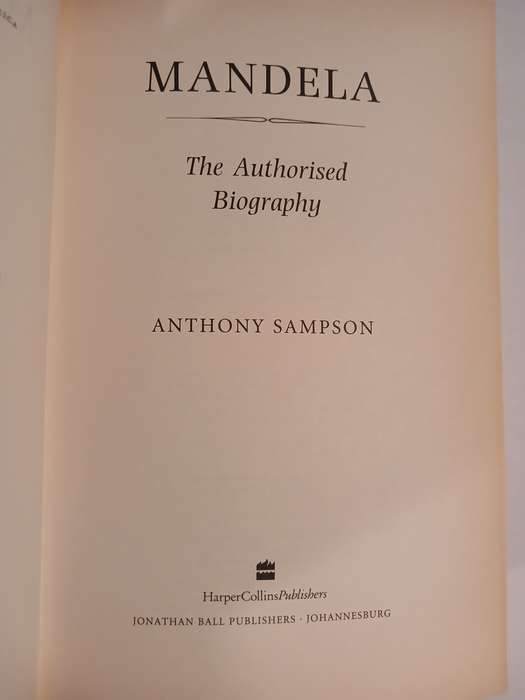 MANDELA
The Authorised
Biography
ANTHONY SAMPSON
HarperCollinsPublishers
JONATHAN BALL PUBLISHERS · JOHANNESBURG